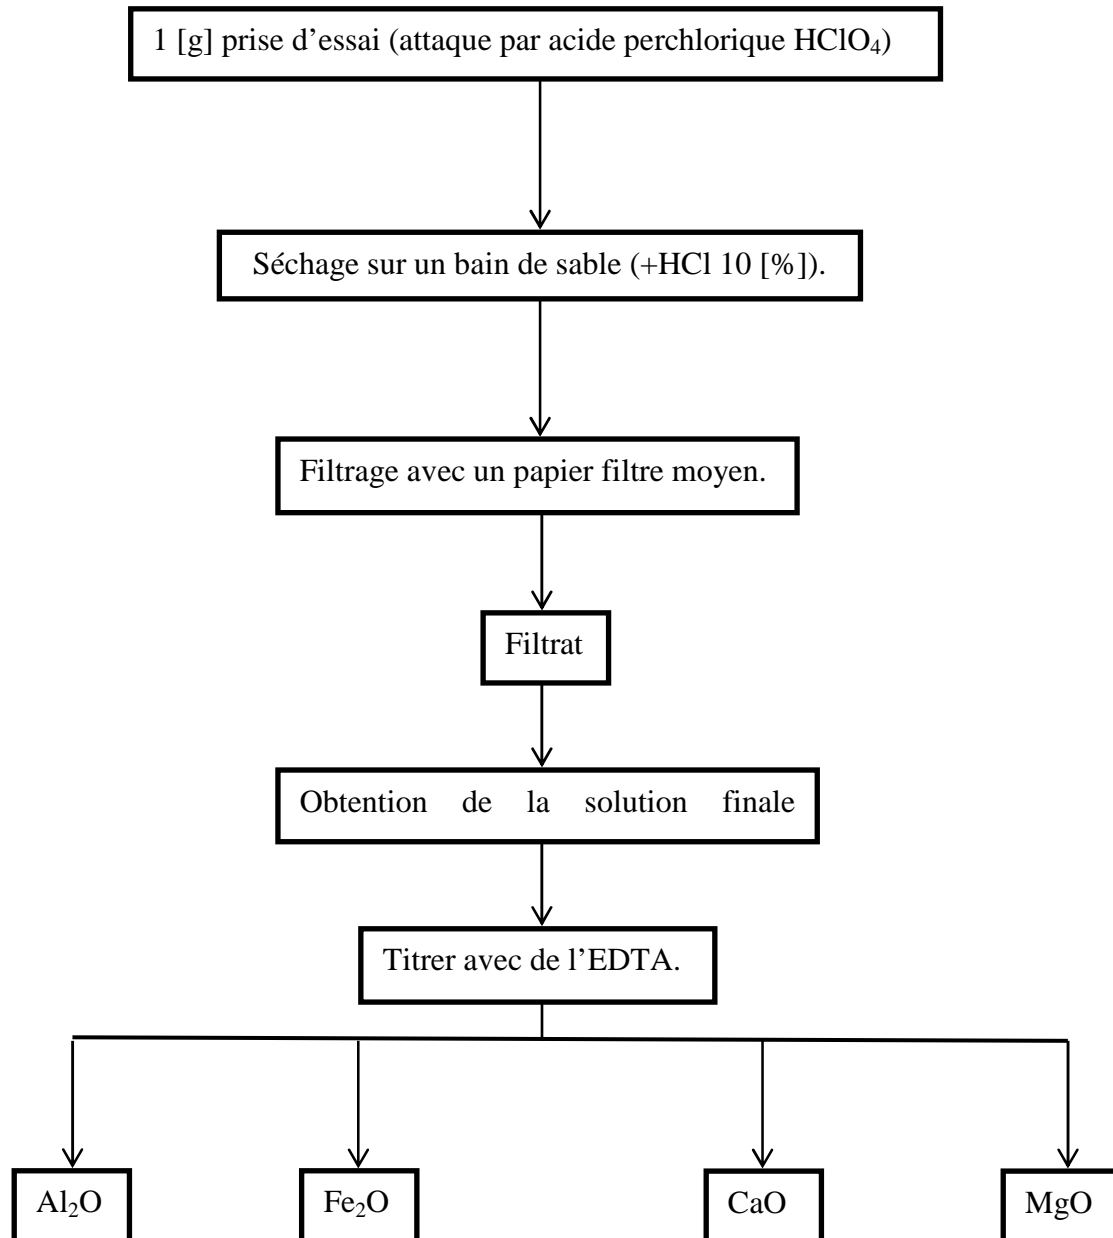 1 [g] prise d’essai (attaque par acide perchlorique HClO₄)
Séchage sur un bain de sable (+HCl 10 [%]).
Filtrage avec un papier filtre moyen.
Filtrat
Obtention de la solution finale
Titrer avec de l’EDTA.
Al₂O
Fe₂O
CaO
MgO